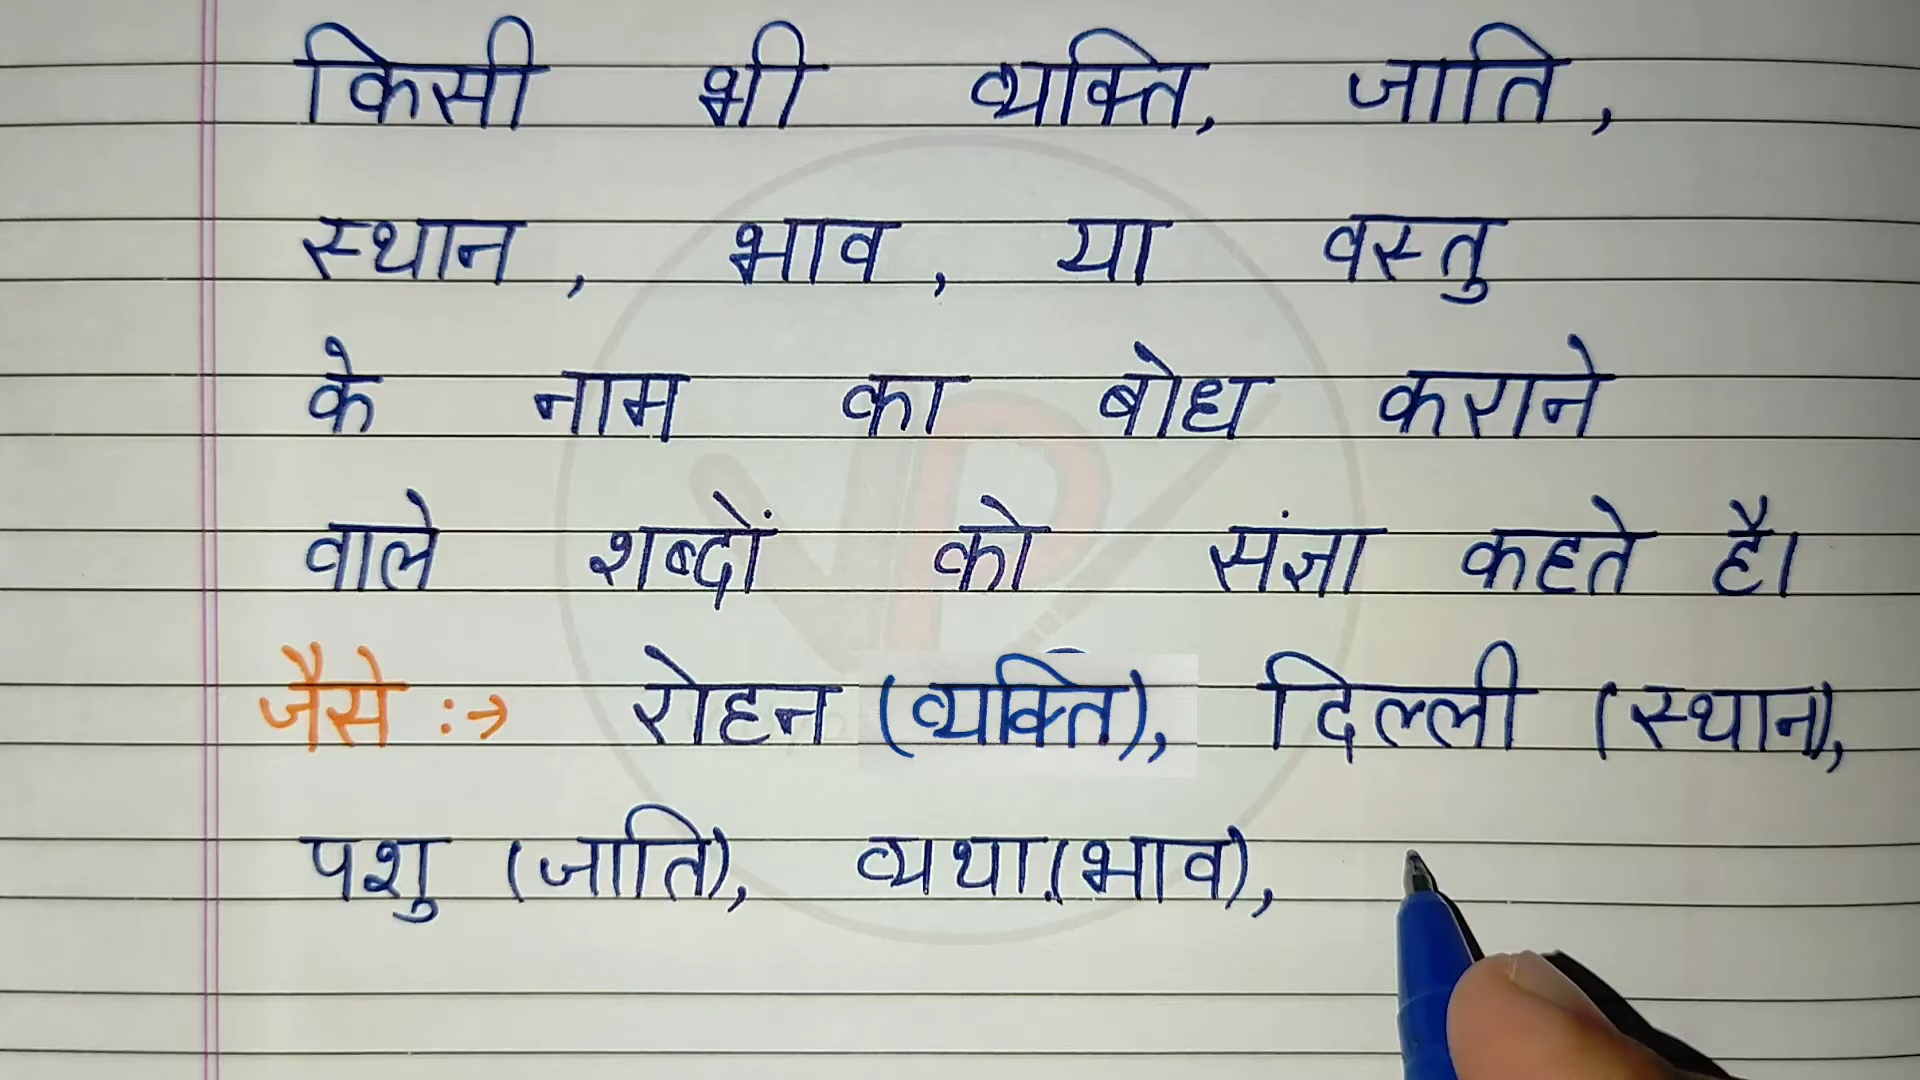 किसी भी व्यक्ति, जाति,
स्थान, भाव, या वस्तु
के नाम का बोध कराने
वाले शब्दों को संज्ञा कहते है।
जैसे :→ रोहन (व्यक्ति), दिल्ली (स्थान),
पशु (जाति), व्यथा (भाव),